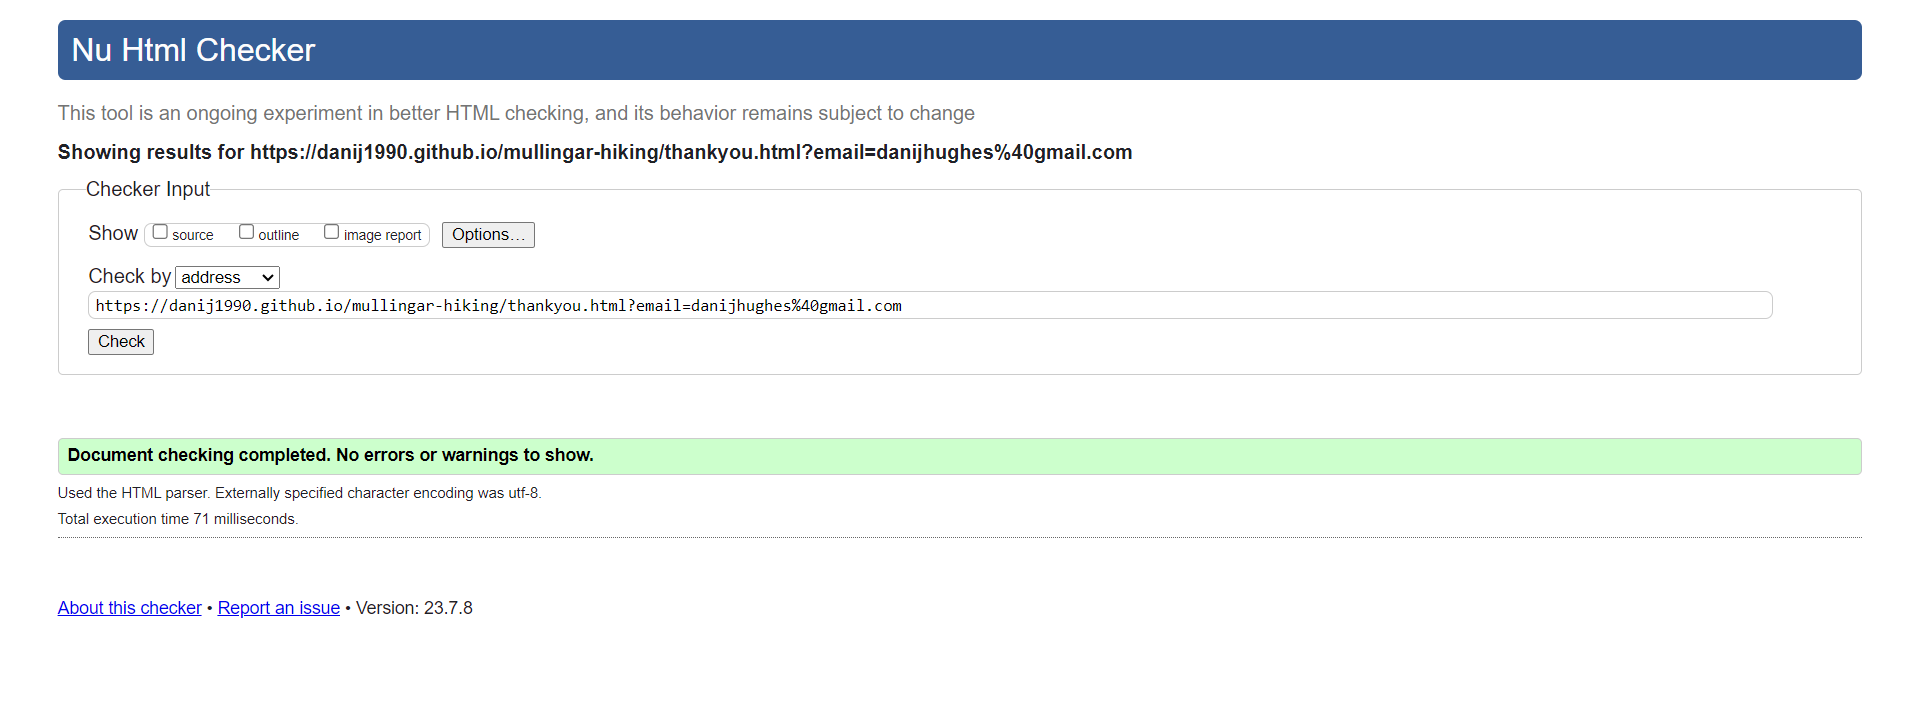 Nu Html Checker
This tool is an ongoing experiment in better HTML checking, and its behavior remains subject to change
Showing results for https://danij1990.github.io/mullingar-hiking/thankyou.html?email=danijhughes%40gmail.com
Checker Input
Show source outline image report Options...
Check by address
https://danij1990.github.io/mullingar-hiking/thankyou.html?email=danijhughes%40gmail.com
Check
Document checking completed. No errors or warnings to show.
Used the HTML parser. Externally specified character encoding was utf-8.
Total execution time 71 milliseconds.
About this checker • Report an issue • Version: 23.7.8